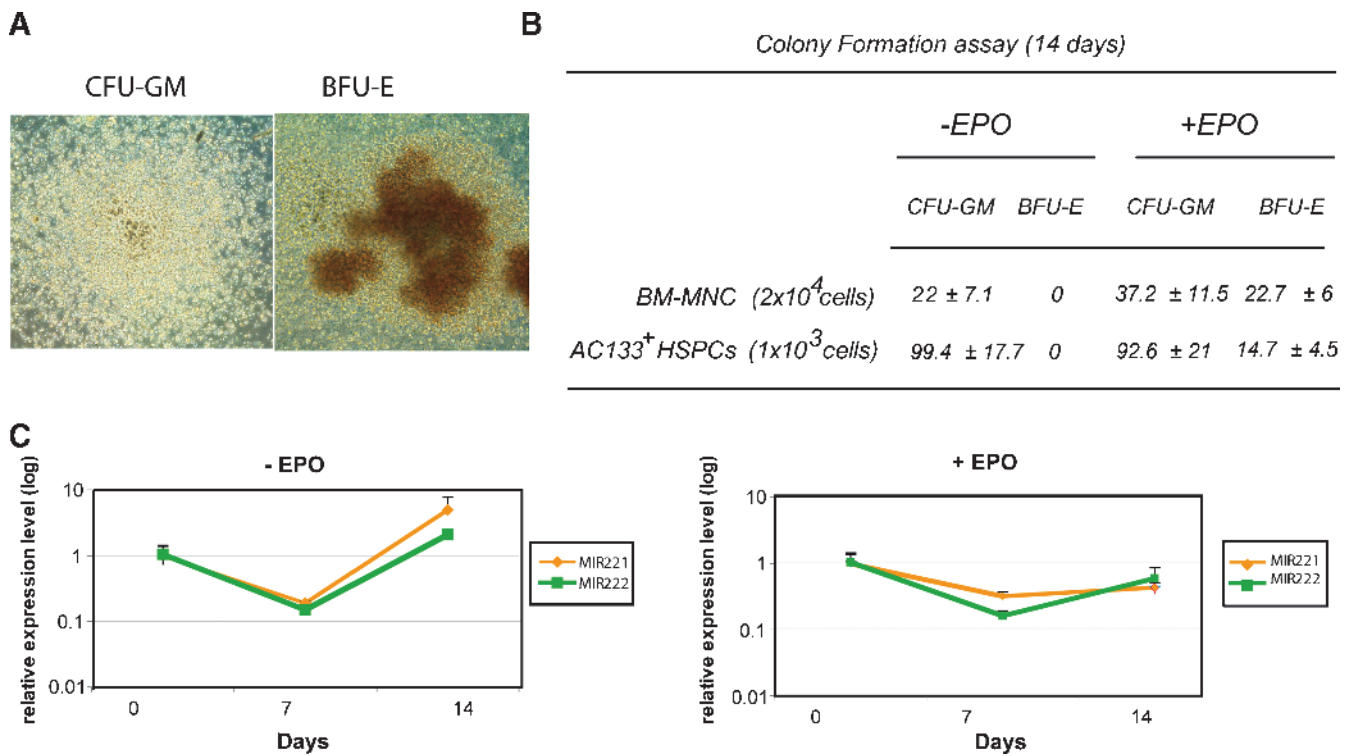 A
CFU-GM BFU-E
B
Colony Formation assay (14 days)
-EPO +EPO
CFU-GM BFU-E CFU-GM BFU-E
BM-MNC (2x10⁴cells) 22 ± 7.1 0 37.2 ± 11.5 22.7 ± 6
AC133⁺HSPCs (1x10³cells) 99.4 ± 17.7 0 92.6 ± 21 14.7 ± 4.5
C
- EPO
relative expression level (log)
10
1
0.1
0.01
0 7 14
Days
MIR221
MIR222
+ EPO
relative expression level (log)
10
1
0.1
0.01
0 7 14
Days
MIR221
MIR222